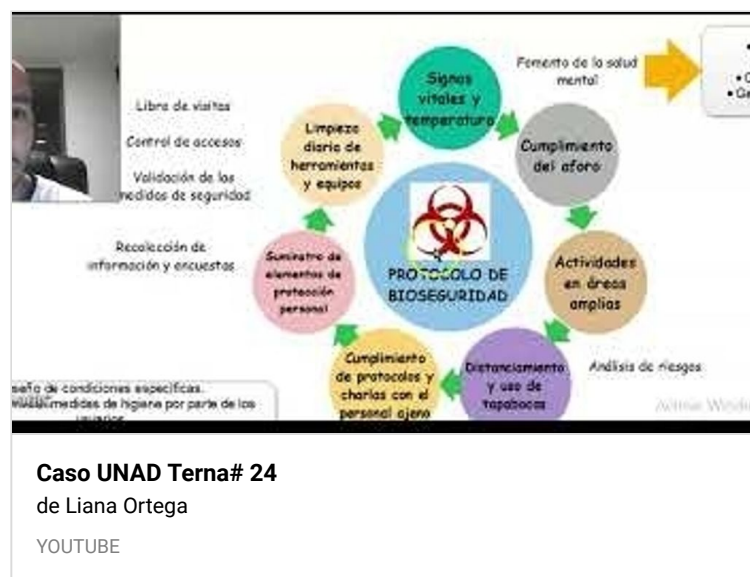 Signos
vitales y
temperatura
Fomento de la salud
mental
Libro de visitas
Control de accesos
Validación de las
medidas de seguridad
Recolección de
información y encuestas
Limpieza
diaria de
herramientas
y equipos
Cumplimiento
del aforo
PROTOCOLO DE
BIOSEGURIDAD
Suministro de
elementos de
protección
personal
Actividades
en áreas
amplias
Cumplimiento
de protocolos y
charlas con el
personal ajeno
Distanciamiento
y uso de
tapabocas
Análisis de riesgos
de condiciones específicas.
medidas de higiene por parte de los
usuarios
Caso UNAD Terna# 24
de Liana Ortega
YOUTUBE